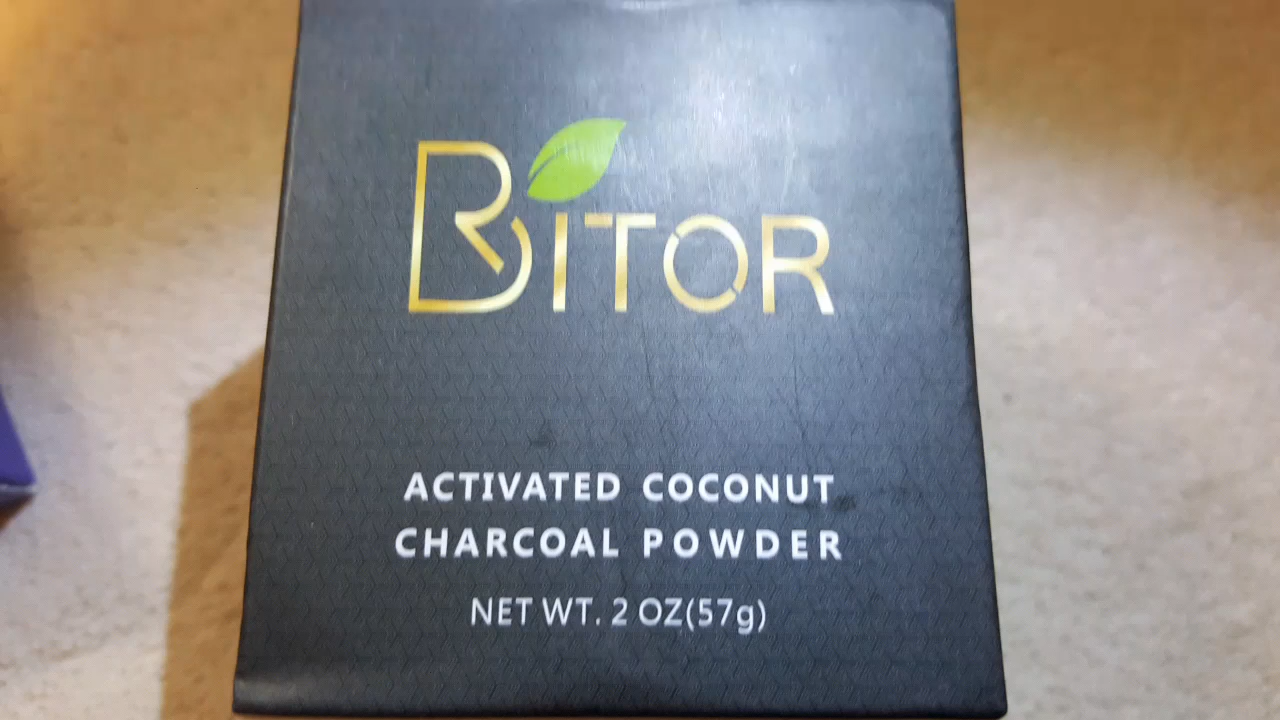 BITOR
ACTIVATED COCONUT
CHARCOAL POWDER
NET WT. 2 OZ(57g)